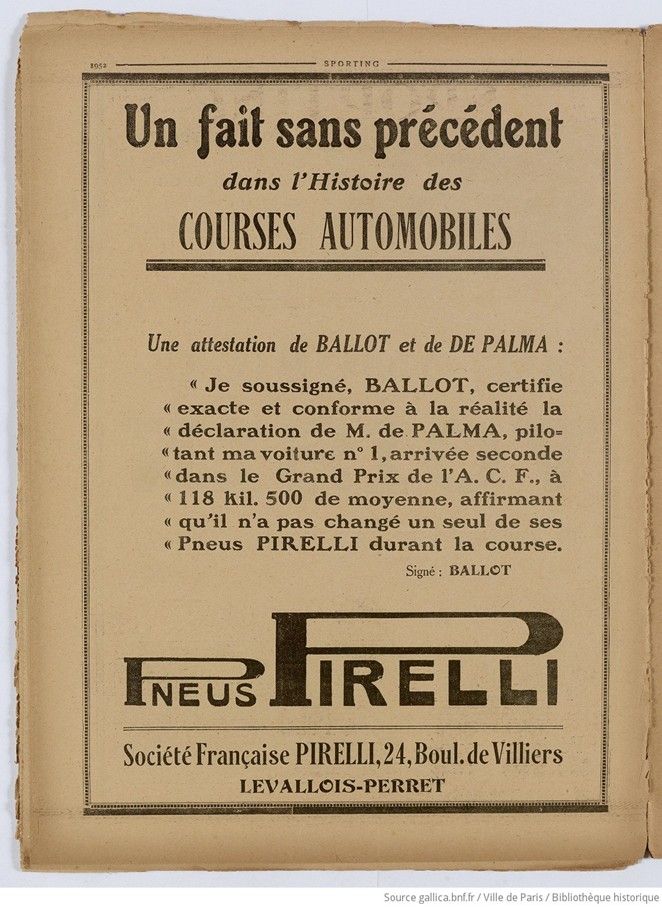 1952 SPORTING
Un fait sans précédent
dans l'Histoire des
COURSES AUTOMOBILES
Une attestation de BALLOT et de DE PALMA :
« Je soussigné, BALLOT, certifie
« exacte et conforme à la réalité la
« déclaration de M. de PALMA, pilo=
« tant ma voiture n° 1, arrivée seconde
« dans le Grand Prix de l'A. C. F., à
« 118 kil. 500 de moyenne, affirmant
« qu'il n'a pas changé un seul de ses
« Pneus PIRELLI durant la course.
Signé : BALLOT
PNEUS PIRELLI
Société Française PIRELLI, 24, Boul. de Villiers
LEVALLOIS-PERRET
Source gallica.bnf.fr / Ville de Paris / Bibliothèque historique